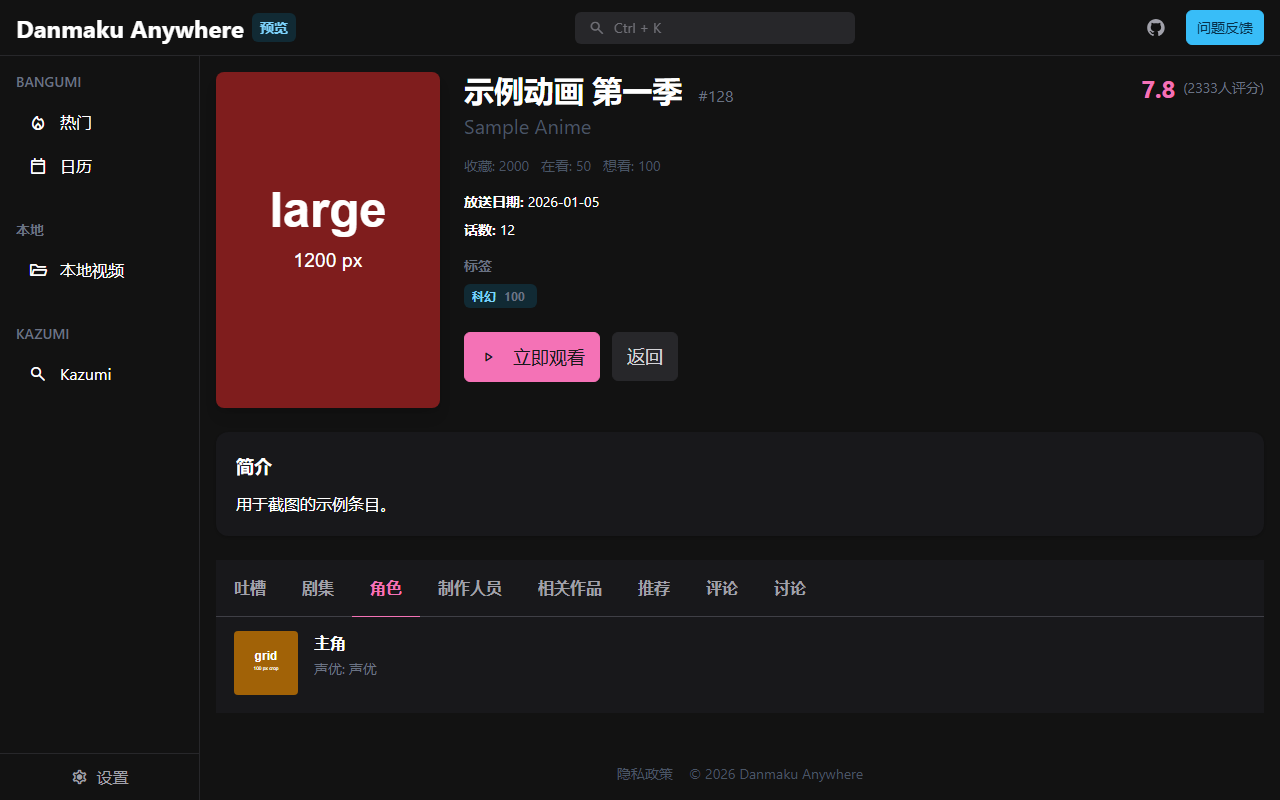 Danmaku Anywhere 预览
Ctrl + K
问题反馈
BANGUMI
热门
日历
本地
本地视频
KAZUMI
Kazumi
设置
large
1200 px
示例动画 第一季 #128
7.8 (2333人评分)
Sample Anime
收藏: 2000 在看: 50 想看: 100
放送日期: 2026-01-05
话数: 12
标签
科幻 100
立即观看 返回
简介
用于截图的示例条目。
吐槽 剧集 角色 制作人员 相关作品 推荐 评论 讨论
grid
主角
声优: 声优
隐私政策 © 2026 Danmaku Anywhere